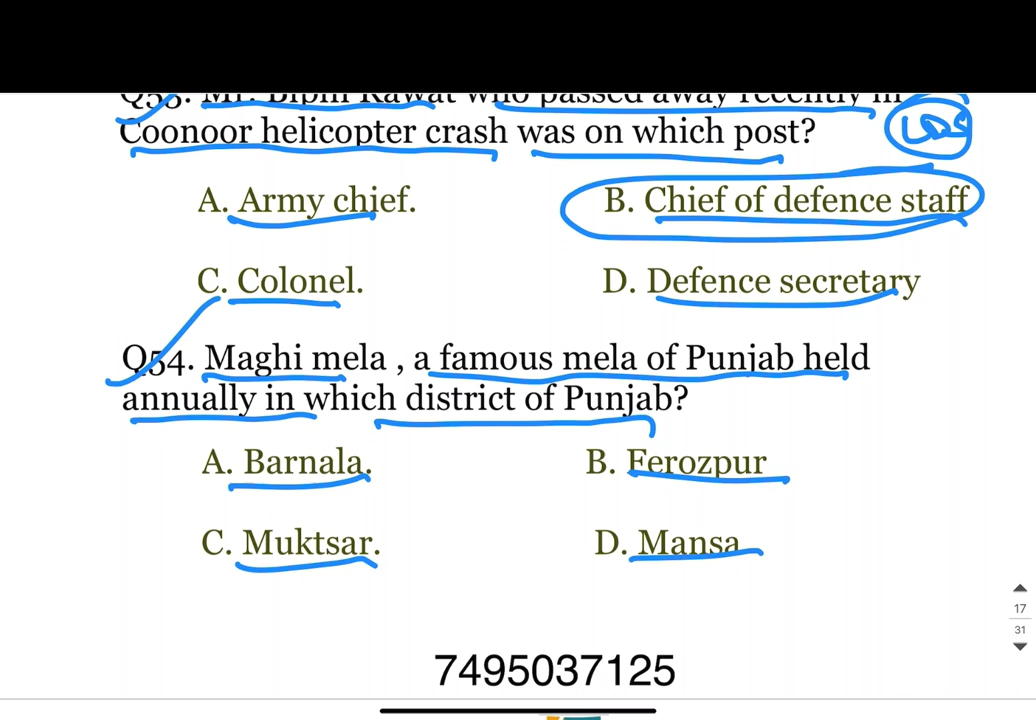 Q53. Mr. Bipin Rawat who passed away recently in
Coonoor helicopter crash was on which post?
A. Army chief.
B. Chief of defence staff
C. Colonel.
D. Defence secretary
Q54. Maghi mela , a famous mela of Punjab held
annually in which district of Punjab?
A. Barnala.
B. Ferozpur
C. Muktsar.
D. Mansa
17
31
7495037125